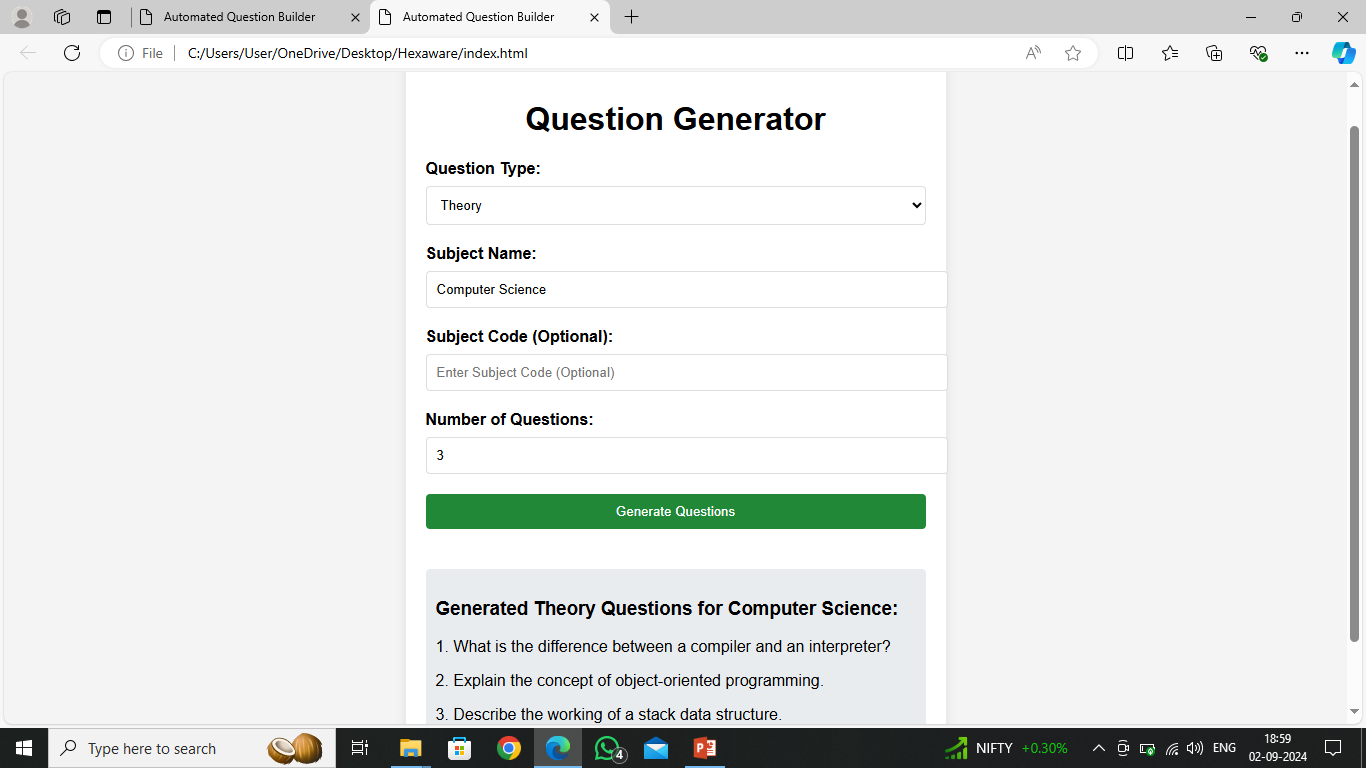 Automated Question Builder
Automated Question Builder
File
C:/Users/User/OneDrive/Desktop/Hexaware/index.html
Question Generator
Question Type:
Theory
Subject Name:
Computer Science
Subject Code (Optional):
Enter Subject Code (Optional)
Number of Questions:
3
Generate Questions
Generated Theory Questions for Computer Science:
1. What is the difference between a compiler and an interpreter?
2. Explain the concept of object-oriented programming.
3. Describe the working of a stack data structure.
Type here to search
4
NIFTY +0.30%
ENG
18:59
02-09-2024